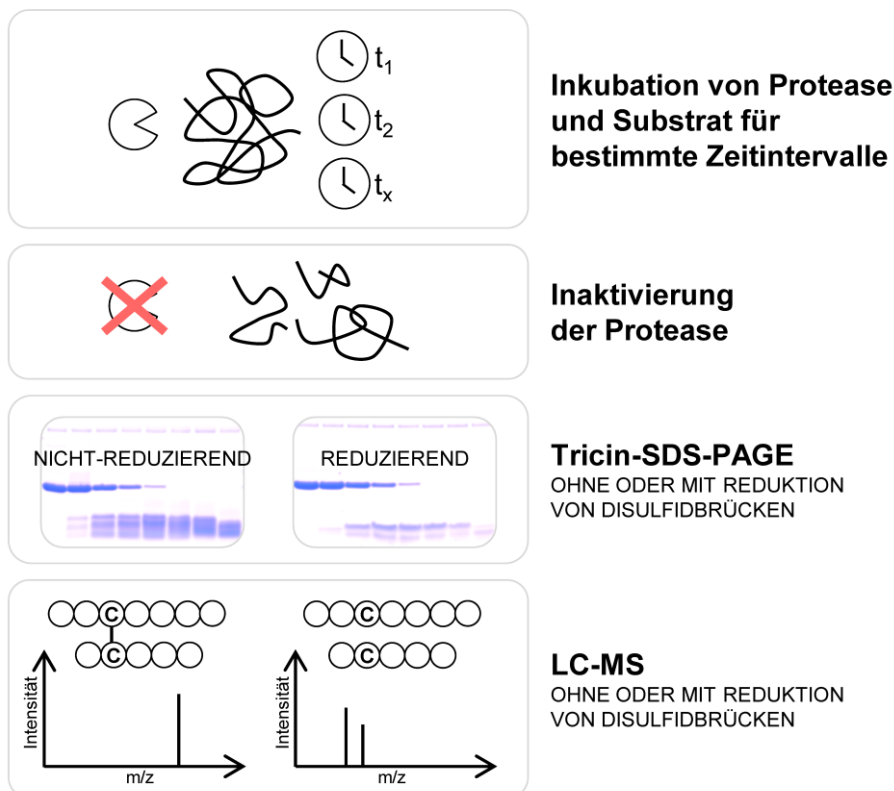 t1
t2
tx
Inkubation von Protease
und Substrat für
bestimmte Zeitintervalle
Inaktivierung
der Protease
NICHT-REDUZIEREND
REDUZIEREND
Tricin-SDS-PAGE
OHNE ODER MIT REDUKTION
VON DISULFIDBRÜCKEN
C
C
Intensität
m/z
C
C
Intensität
m/z
LC-MS
OHNE ODER MIT REDUKTION
VON DISULFIDBRÜCKEN